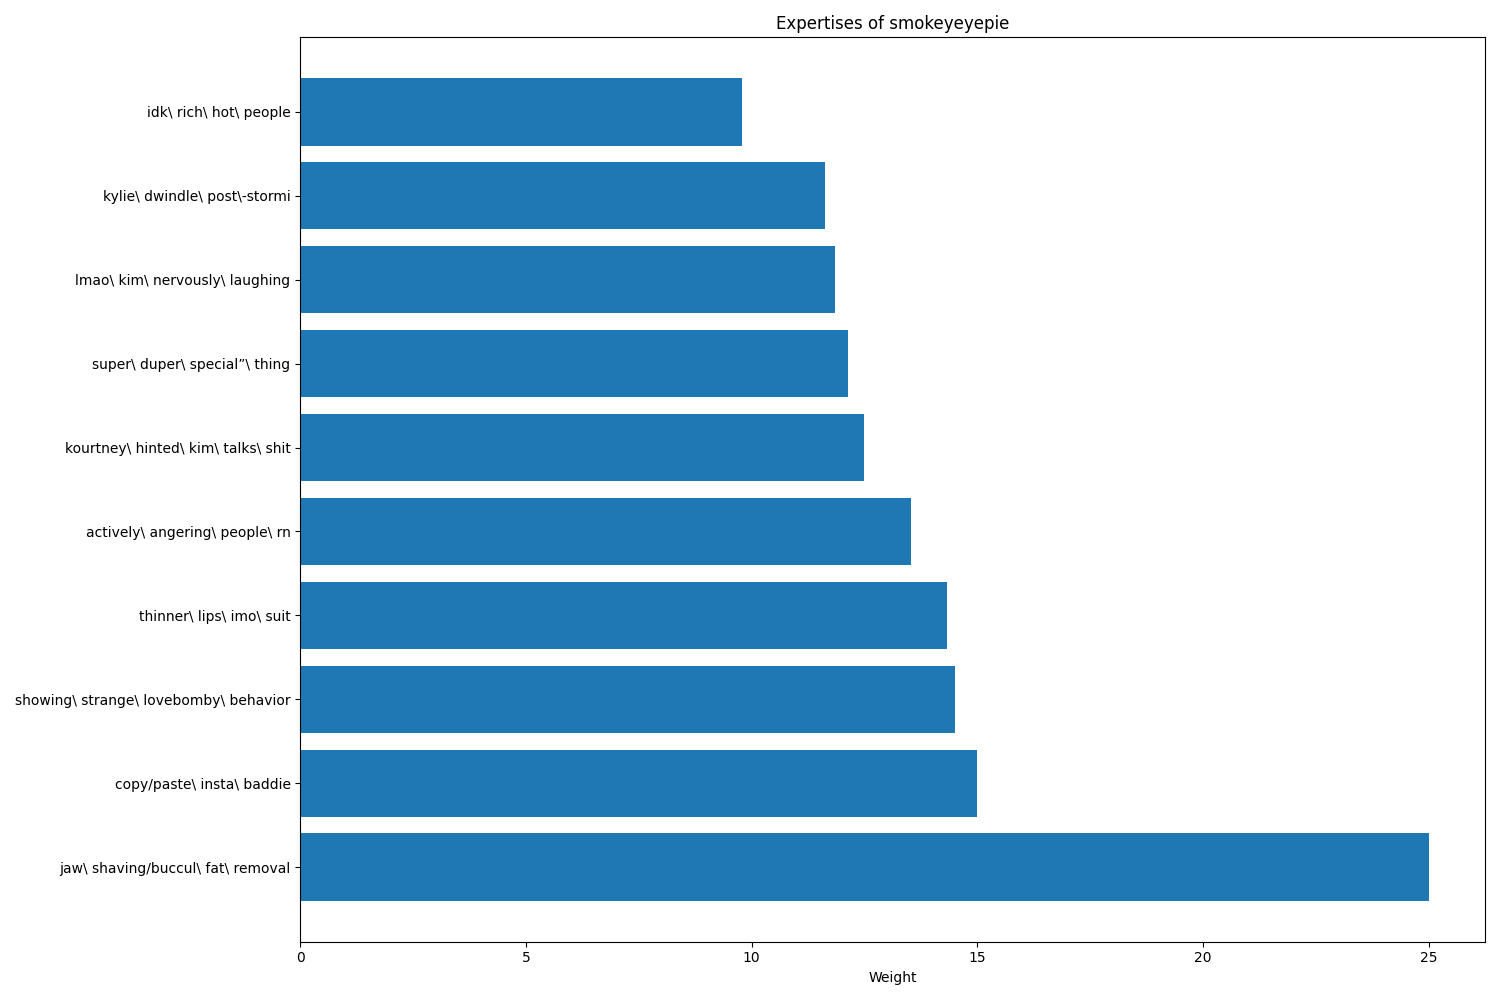 Expertises of smokeyeyepie
idk\ rich\ hot\ people
kylie\ dwindle\ post\-stormi
lmao\ kim\ nervously\ laughing
super\ duper\ special”\ thing
kourtney\ hinted\ kim\ talks\ shit
actively\ angering\ people\ rn
thinner\ lips\ imo\ suit
showing\ strange\ lovebomby\ behavior
copy/paste\ insta\ baddie
jaw\ shaving/buccul\ fat\ removal
0 5 10 15 20 25
Weight